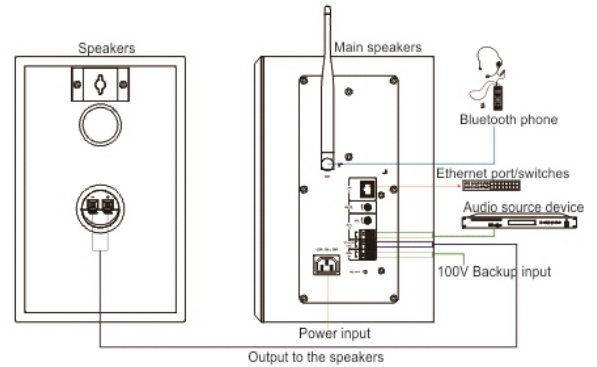 Speakers
Main speakers
Bluetooth phone
Ethernet port/switches
Audio source device
100V Backup input
Power input
Output to the speakers